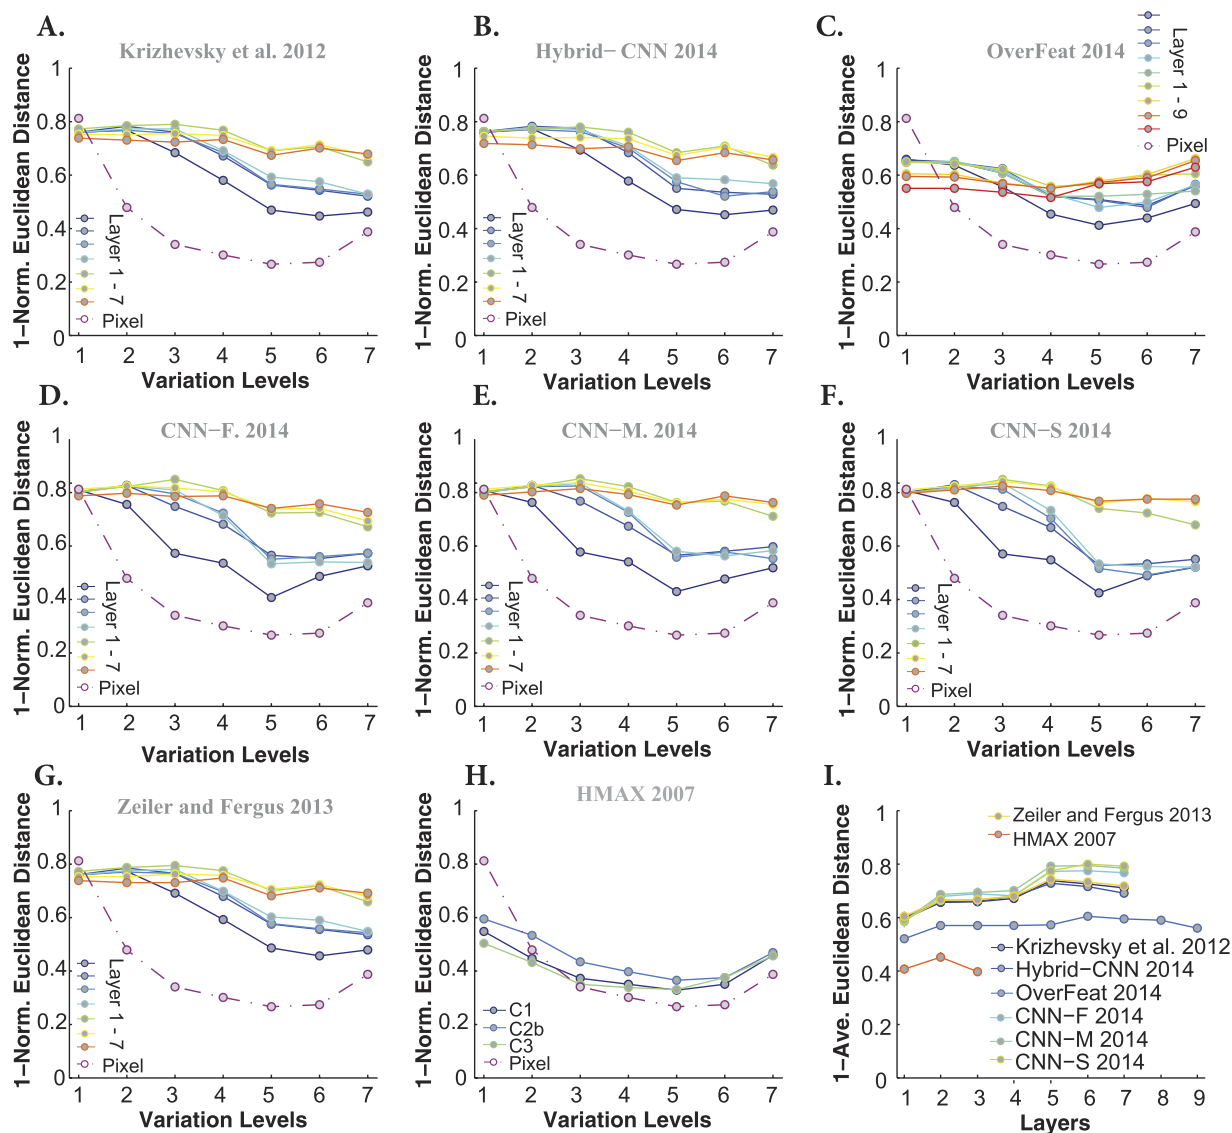 A.
Krizhevsky et al. 2012
1−Norm. Euclidean Distance
1
0.8
0.6
0.4
0.2
0
Layer 1 - 7
Pixel
1 2 3 4 5 6 7
Variation Levels
B.
Hybrid− CNN 2014
1−Norm. Euclidean Distance
1
0.8
0.6
0.4
0.2
0
Layer 1 - 7
Pixel
1 2 3 4 5 6 7
Variation Levels
C.
OverFeat 2014
1−Norm. Euclidean Distance
1
0.8
0.6
0.4
0.2
0
Layer 1 - 9
Pixel
1 2 3 4 5 6 7
Variation Levels
D.
CNN−F. 2014
1−Norm. Euclidean Distance
1
0.8
0.6
0.4
0.2
0
Layer 1 - 7
Pixel
1 2 3 4 5 6 7
Variation Levels
E.
CNN−M. 2014
1−Norm. Euclidean Distance
1
0.8
0.6
0.4
0.2
0
Layer 1 - 7
Pixel
1 2 3 4 5 6 7
Variation Levels
F.
CNN−S 2014
1−Norm. Euclidean Distance
1
0.8
0.6
0.4
0.2
0
Layer 1 - 7
Pixel
1 2 3 4 5 6 7
Variation Levels
G.
Zeiler and Fergus 2013
1−Norm. Euclidean Distance
1
0.8
0.6
0.4
0.2
0
Layer 1 - 7
Pixel
1 2 3 4 5 6 7
Variation Levels
H.
HMAX 2007
1−Norm. Euclidean Distance
1
0.8
0.6
0.4
0.2
0
C1
C2b
C3
Pixel
1 2 3 4 5 6 7
Variation Levels
I.
1−Ave. Euclidean Distance
1
0.8
0.6
0.4
0.2
0
Zeiler and Fergus 2013
HMAX 2007
Krizhevsky et al. 2012
Hybrid−CNN 2014
OverFeat 2014
CNN−F 2014
CNN−M 2014
CNN−S 2014
1 2 3 4 5 6 7 8 9
Layers